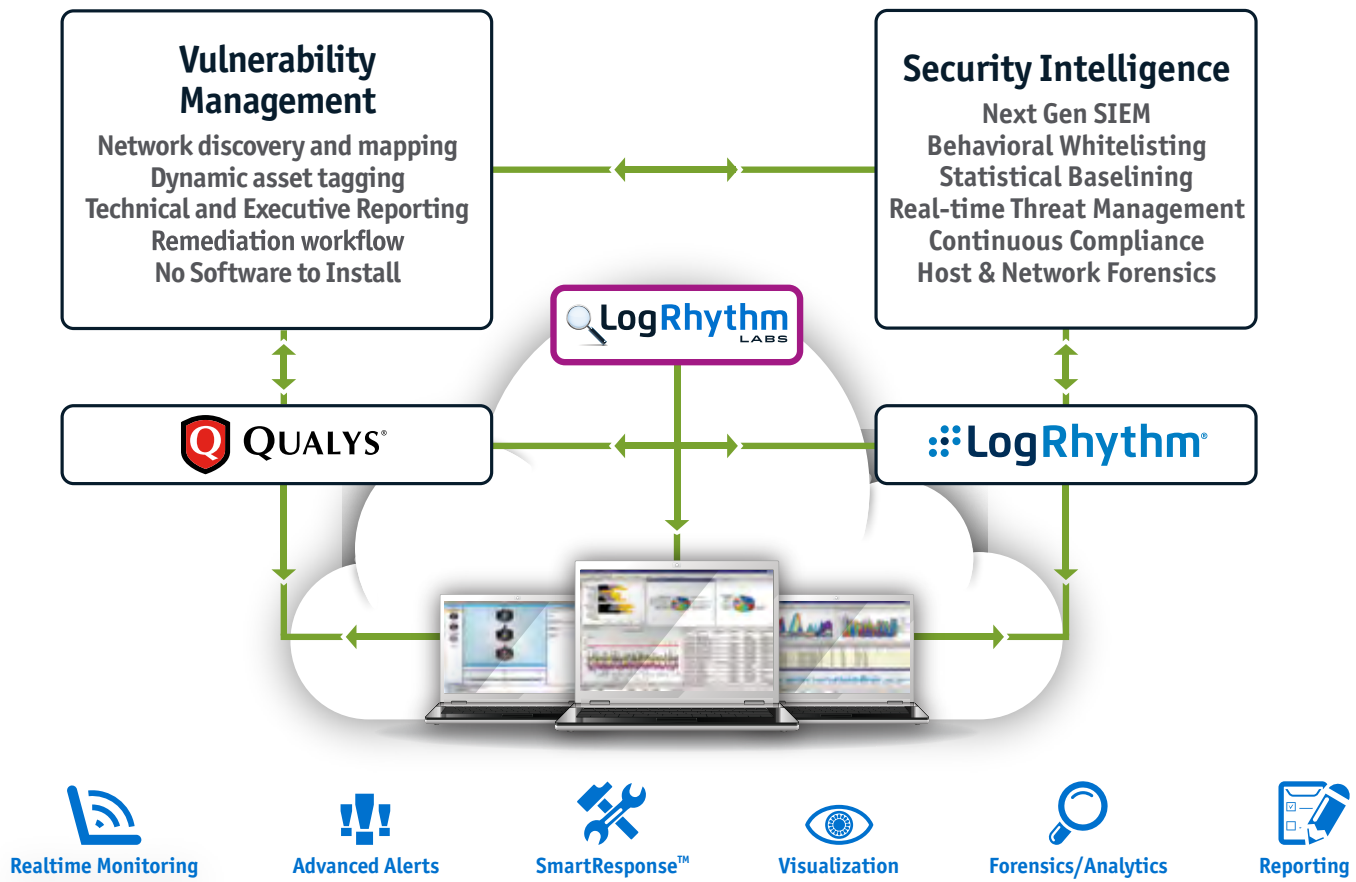 Vulnerability
Management
Network discovery and mapping
Dynamic asset tagging
Technical and Executive Reporting
Remediation workflow
No Software to Install
Security Intelligence
Next Gen SIEM
Behavioral Whitelisting
Statistical Baselining
Real-time Threat Management
Continuous Compliance
Host & Network Forensics
LogRhythm
LABS
Q QUALYS®
LogRhythm®
Realtime Monitoring
Advanced Alerts
SmartResponse™
Visualization
Forensics/Analytics
Reporting